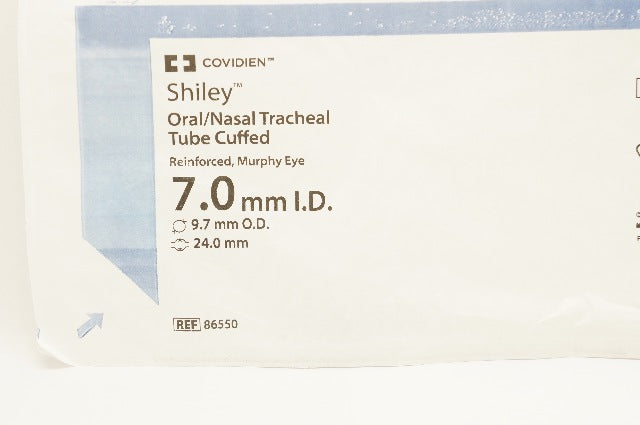 COVIDIEN™
Shiley™
Oral/Nasal Tracheal
Tube Cuffed
Reinforced, Murphy Eye
7.0 mm I.D.
9.7 mm O.D.
24.0 mm
REF 86550